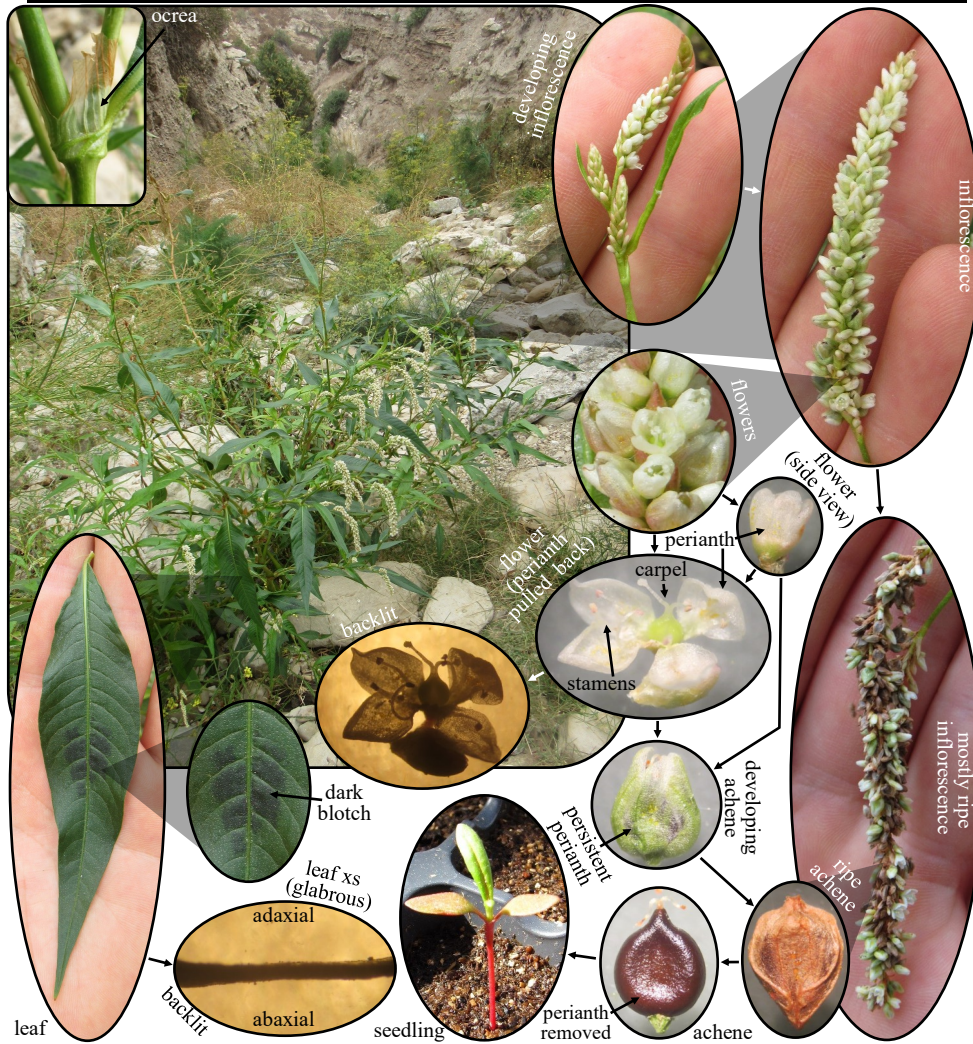 ocrea
developing
inflorescence
inflorescence
flowers
flower
(side view)
perianth
carpel
flower
(perianth
pulled back)
stamens
backlit
mostly ripe
inflorescence
dark
blotch
developing
achene
persistent
perianth
ripe
achene
leaf xs
(glabrous)
adaxial
abaxial
backlit
leaf
seedling
perianth
removed
achene